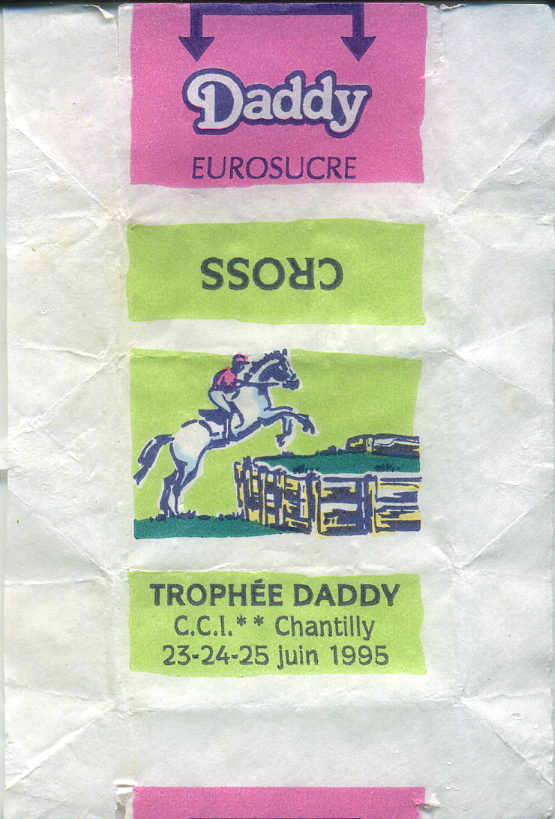 Daddy
EUROSUCRE
CROSS
TROPHÉE DADDY
C.C.I.** Chantilly
23-24-25 juin 1995